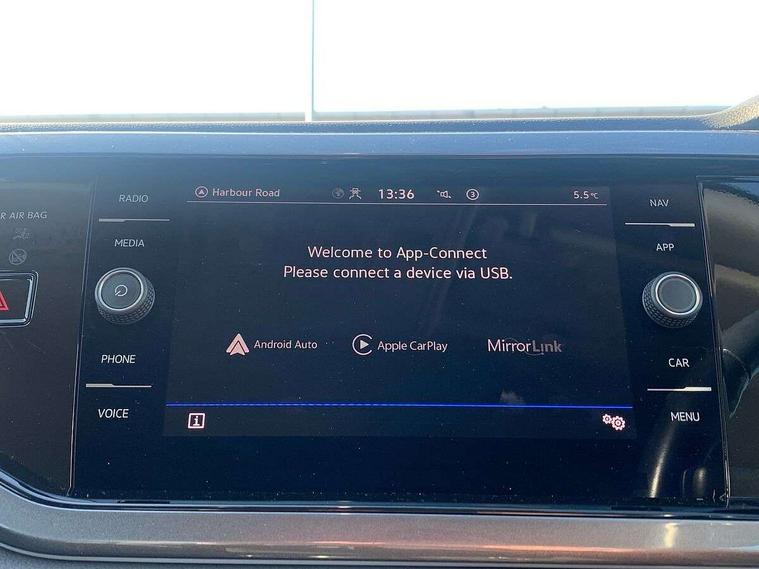 R AIR BAG
RADIO
MEDIA
PHONE
VOICE
Harbour Road
13:36
3
5.5°C
Welcome to App-Connect
Please connect a device via USB.
Android Auto
Apple CarPlay
MirrorLink
i
NAV
APP
CAR
MENU